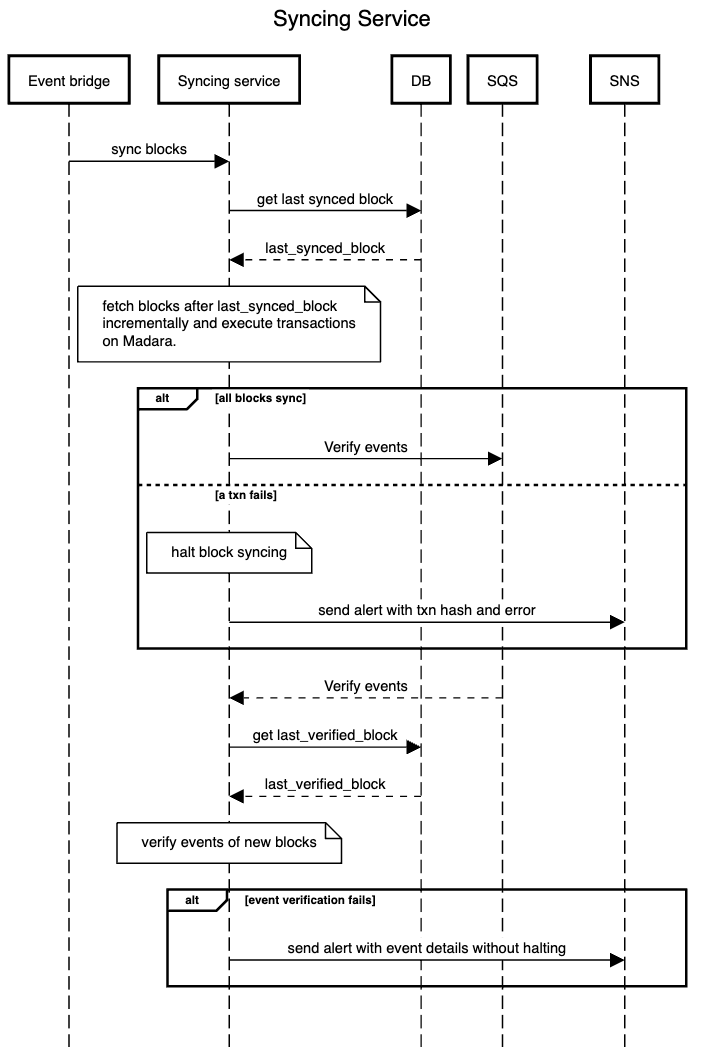 Syncing Service
Event bridge
Syncing service
DB
SQS
SNS
sync blocks
get last synced block
last_synced_block
fetch blocks after last_synced_block
incrementally and execute transactions
on Madara.
alt
[all blocks sync]
Verify events
[a txn fails]
halt block syncing
send alert with txn hash and error
Verify events
get last_verified_block
last_verified_block
verify events of new blocks
alt
[event verification fails]
send alert with event details without halting